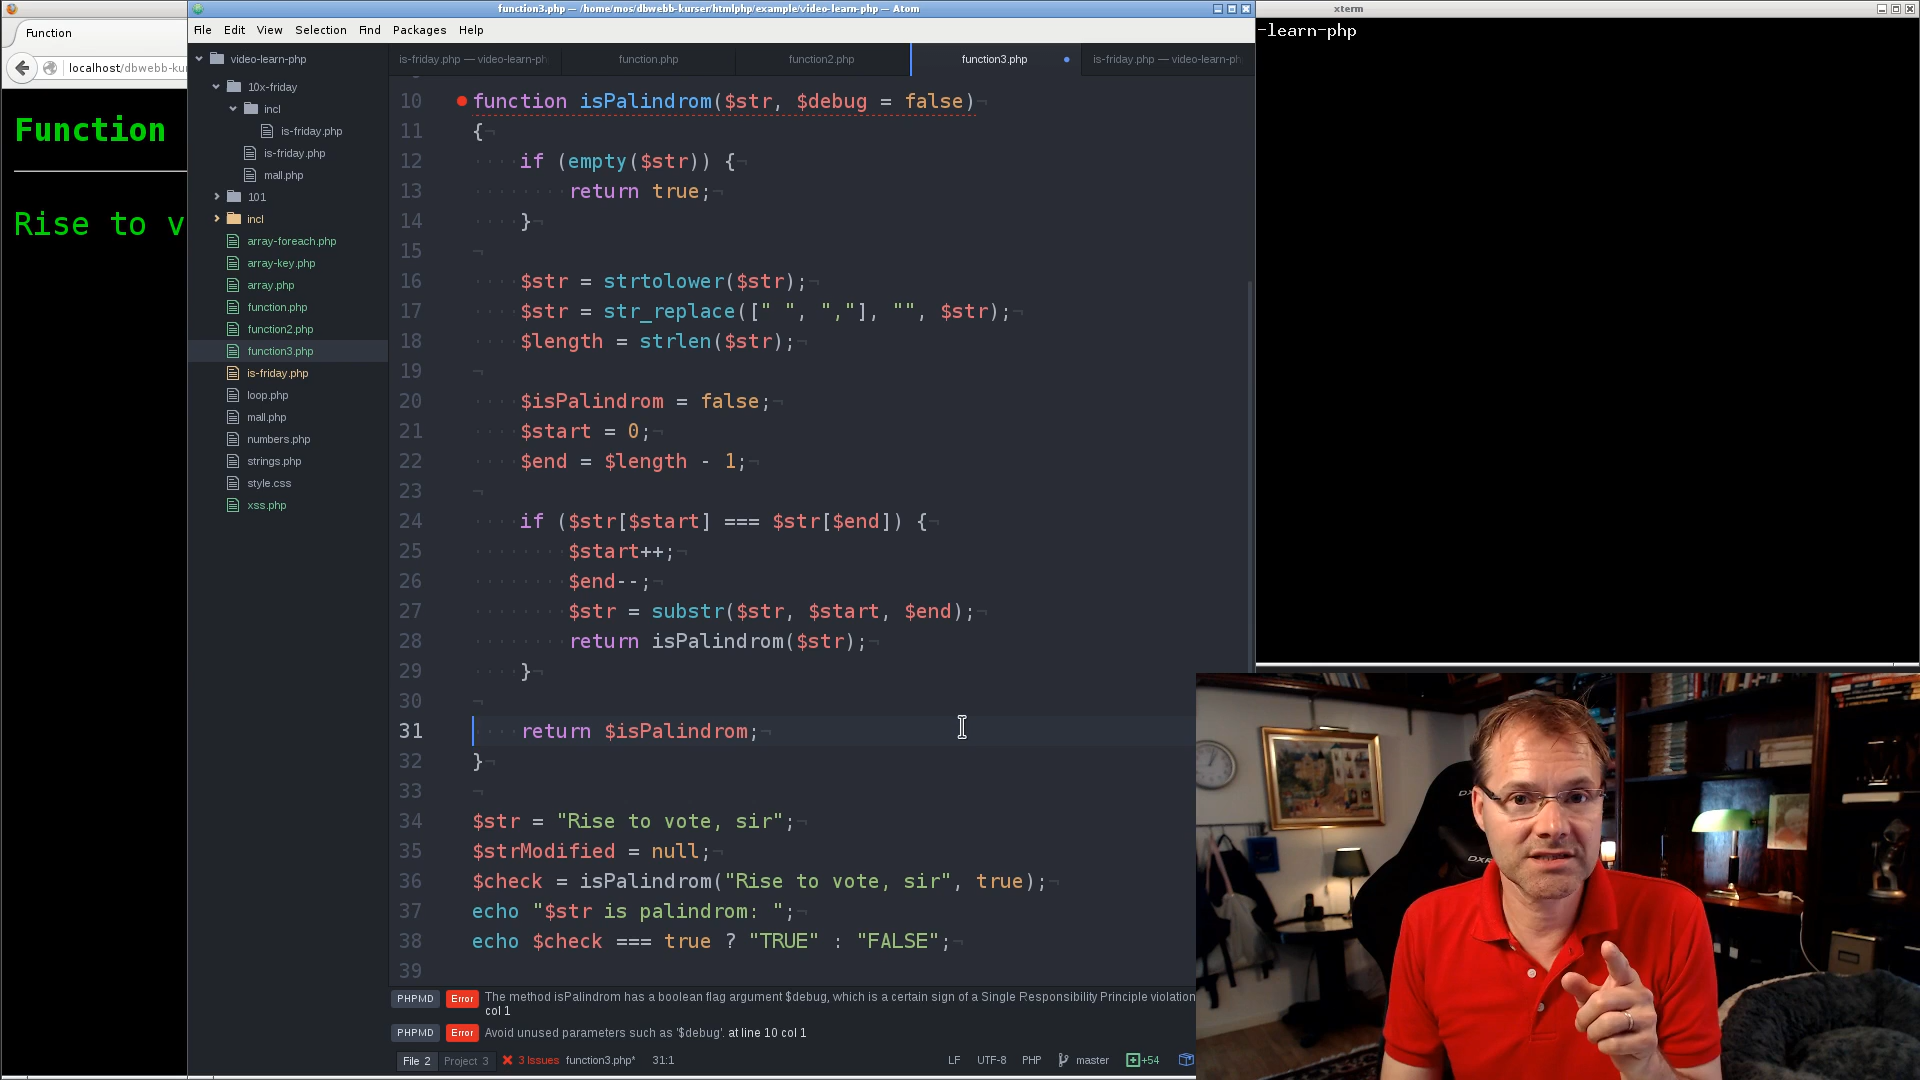 function3.php — /home/mos/dbwebb-kurser/htmlphp/example/video-learn-php — Atom
xterm
Function
localhost/dbwebb-ku
Function
Rise to v
File Edit View Selection Find Packages Help
video-learn-php
10x-friday
incl
is-friday.php
is-friday.php
mall.php
101
incl
array-foreach.php
array-key.php
array.php
function.php
function2.php
function3.php
is-friday.php
loop.php
mall.php
numbers.php
strings.php
style.css
xss.php
is-friday.php — video-learn-ph
function.php
function2.php
function3.php
is-friday.php — video-learn-ph
10 function isPalindrom($str, $debug = false)
11 {
12 if (empty($str)) {
13 return true;
14 }
15
16 $str = strtolower($str);
17 $str = str_replace([" ", ","], "", $str);
18 $length = strlen($str);
19
20 $isPalindrom = false;
21 $start = 0;
22 $end = $length - 1;
23
24 if ($str[$start] === $str[$end]) {
25 $start++;
26 $end--;
27 $str = substr($str, $start, $end);
28 return isPalindrom($str);
29 }
30
31 return $isPalindrom;
32 }
33
34 $str = "Rise to vote, sir";
35 $strModified = null;
36 $check = isPalindrom("Rise to vote, sir", true);
37 echo "$str is palindrom: ";
38 echo $check === true ? "TRUE" : "FALSE";
39
PHPMD Error The method isPalindrom has a boolean flag argument $debug, which is a certain sign of a Single Responsibility Principle violation
col 1
PHPMD Error Avoid unused parameters such as '$debug'. at line 10 col 1
File 2 Project 3 3 Issues function3.php* 31:1 LF UTF-8 PHP master +54
-learn-php